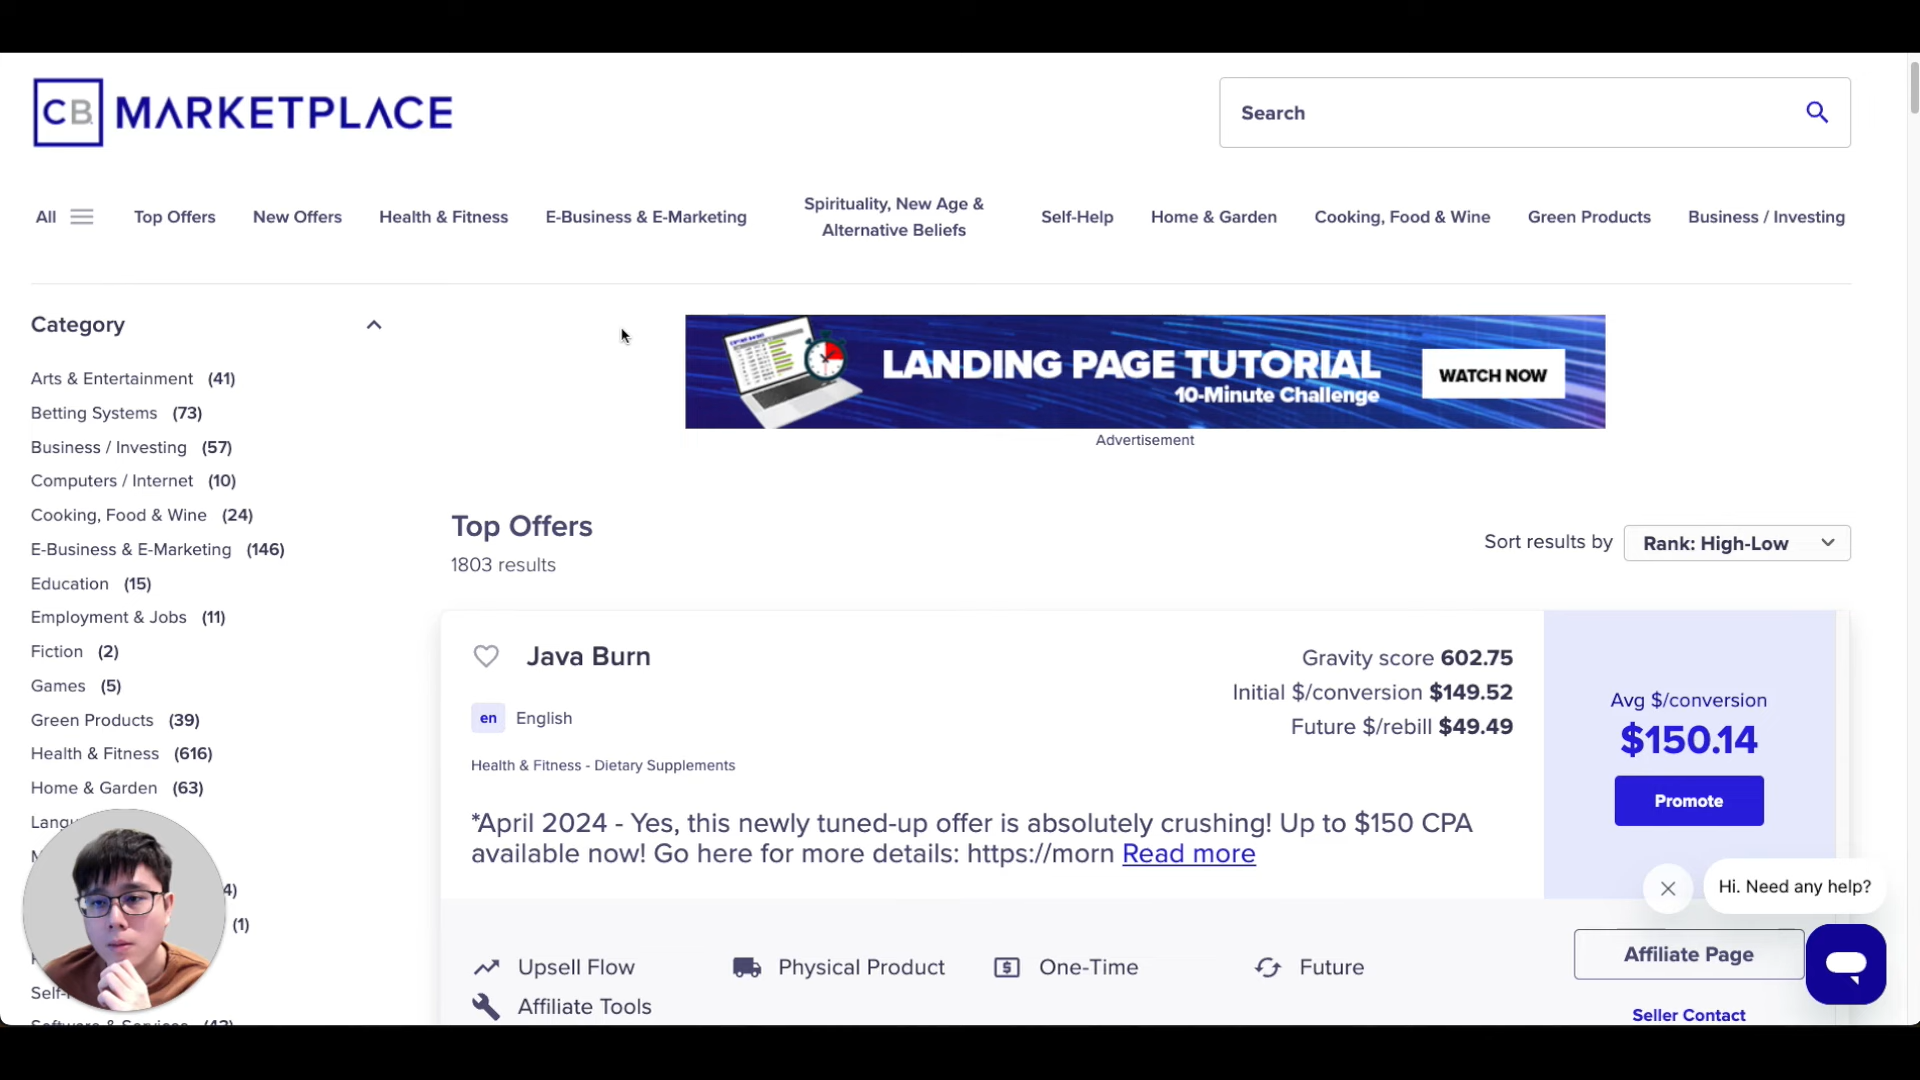 CB MARKETPLACE
Search
All
Top Offers
New Offers
Health & Fitness
E-Business & E-Marketing
Spirituality, New Age &
Alternative Beliefs
Self-Help
Home & Garden
Cooking, Food & Wine
Green Products
Business / Investing
Category
Arts & Entertainment (41)
Betting Systems (73)
Business / Investing (57)
Computers / Internet (10)
Cooking, Food & Wine (24)
E-Business & E-Marketing (146)
Education (15)
Employment & Jobs (11)
Fiction (2)
Games (5)
Green Products (39)
Health & Fitness (616)
Home & Garden (63)
(1)
LANDING PAGE TUTORIAL
10-Minute Challenge
WATCH NOW
Advertisement
Top Offers
1803 results
Sort results by
Rank: High-Low
Java Burn
en English
Health & Fitness - Dietary Supplements
Gravity score 602.75
Initial $/conversion $149.52
Future $/rebill $49.49
*April 2024 - Yes, this newly tuned-up offer is absolutely crushing! Up to $150 CPA
available now! Go here for more details: https://morn Read more
Avg $/conversion
$150.14
Promote
Upsell Flow
Physical Product
One-Time
Future
Affiliate Tools
Hi. Need any help?
Affiliate Page
Seller Contact